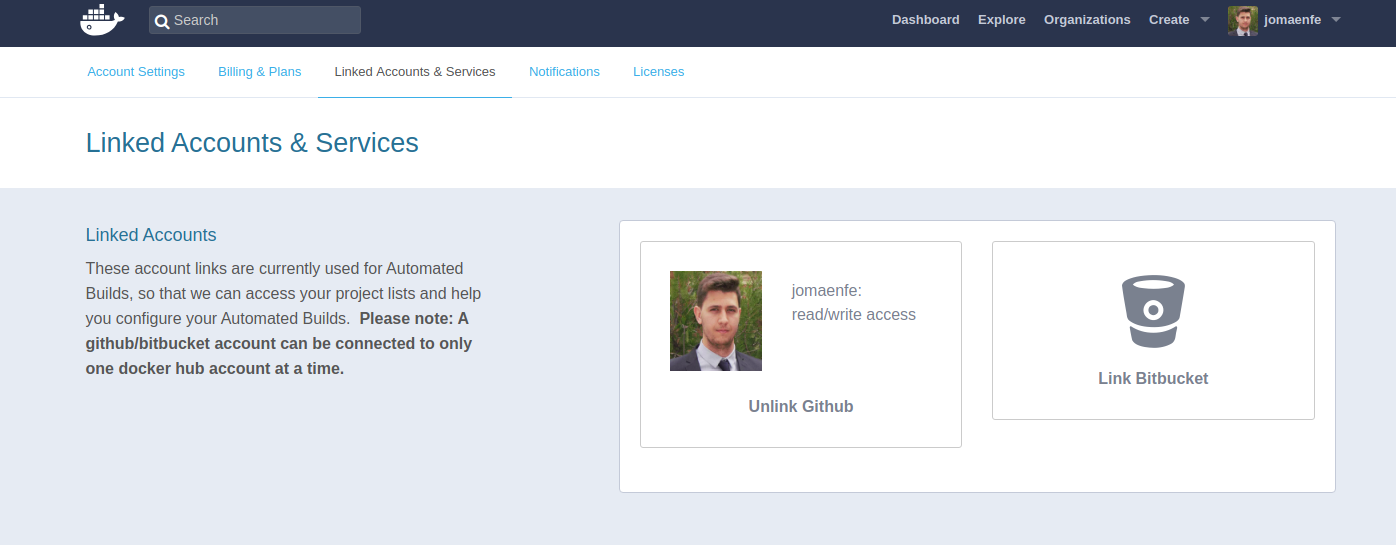 Search
Dashboard
Explore
Organizations
Create
jomaenfe
Account Settings
Billing & Plans
Linked Accounts & Services
Notifications
Licenses
Linked Accounts & Services
Linked Accounts
These account links are currently used for Automated
Builds, so that we can access your project lists and help
you configure your Automated Builds.  Please note: A
github/bitbucket account can be connected to only
one docker hub account at a time.
jomaenfe:
read/write access
Unlink Github
Link Bitbucket